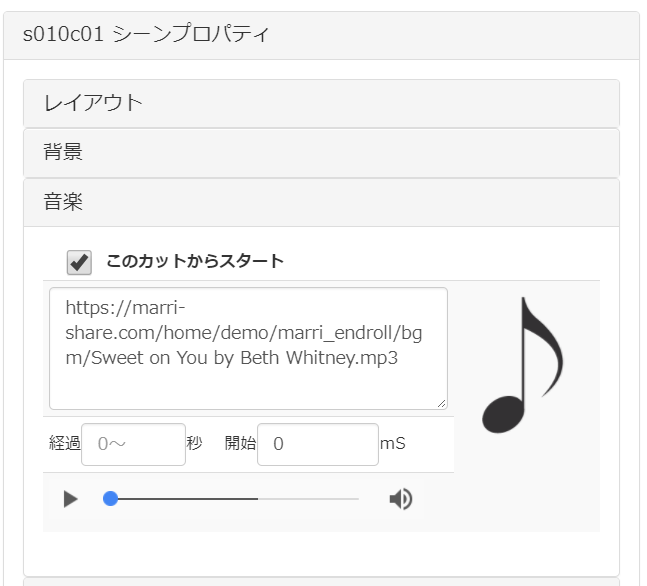 s010c01 シーンプロパティ
レイアウト
背景
音楽
このカットからスタート
https://marri-
share.com/home/demo/marri_endroll/bg
m/Sweet on You by Beth Whitney.mp3
経過 0～ 秒 開始 0 mS